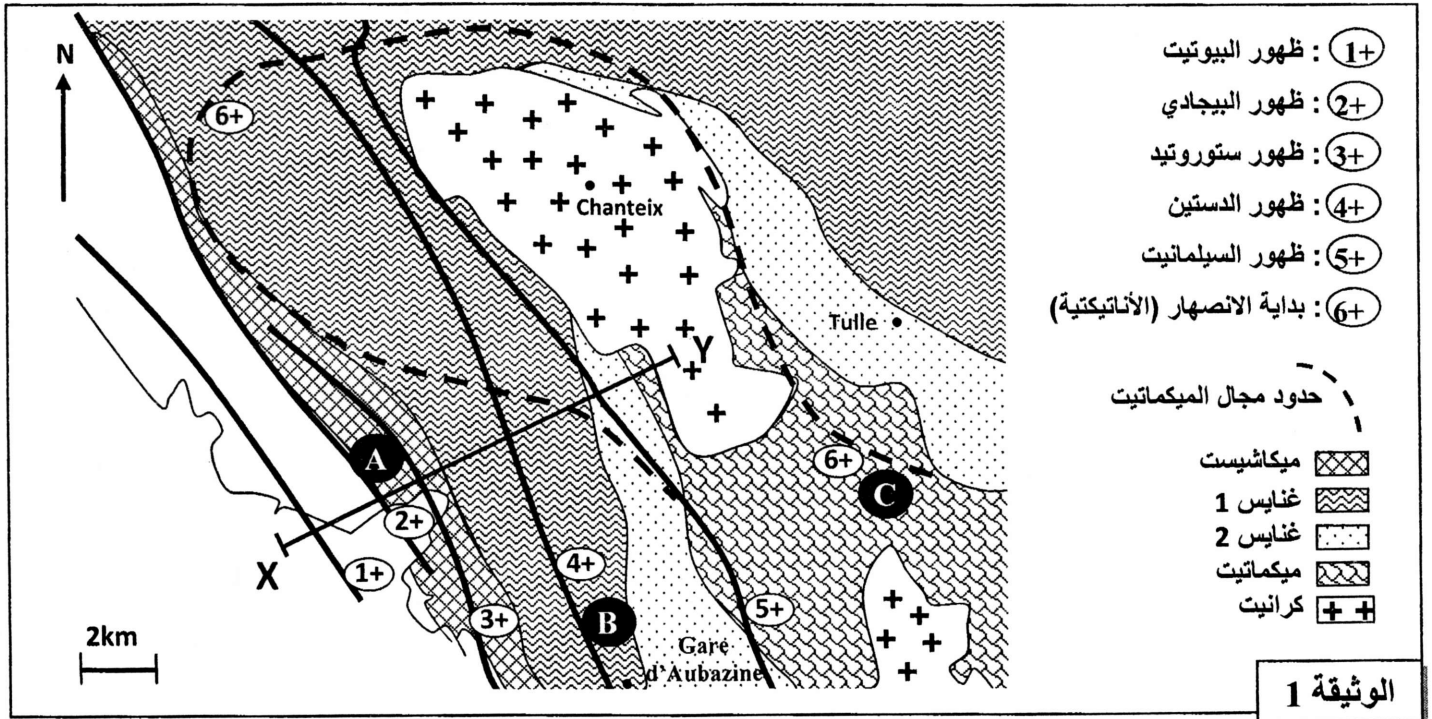 N
6+
Chanteix
Tulle
Y
A
2+
6+
C
X
1+
4+
3+
B
5+
2km
Gare
d'Aubazine
1+ : ظهور البيوتيت
2+ : ظهور البيجادي
3+ : ظهور ستوروتيد
4+ : ظهور الدستين
5+ : ظهور السيلمانيت
6+ : بداية الانصهار (الأناتيكتية)
حدود مجال الميكماتيت
ميكاشيست
غنايس 1
غنايس 2
ميكماتيت
كرانيت
الوثيقة 1